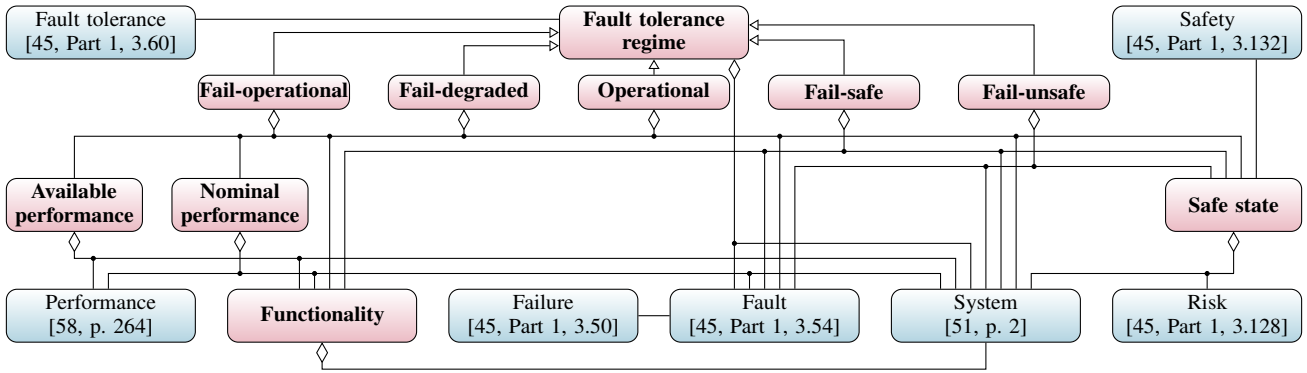 Fault tolerance
[45, Part 1, 3.60]
Fault tolerance
regime
Safety
[45, Part 1, 3.132]
Fail-operational
Fail-degraded
Operational
Fail-safe
Fail-unsafe
Available
performance
Nominal
performance
Safe state
Performance
[58, p. 264]
Functionality
Failure
[45, Part 1, 3.50]
Fault
[45, Part 1, 3.54]
System
[51, p. 2]
Risk
[45, Part 1, 3.128]